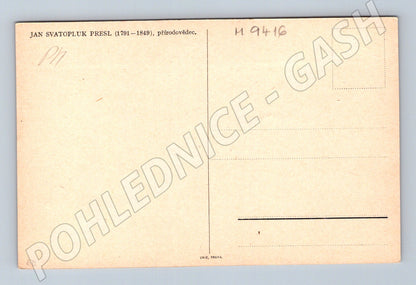 JAN SVATOPLUK PRESL (1791—1849), přírodovědec.
M 9416
POHLEDNICE - GASH